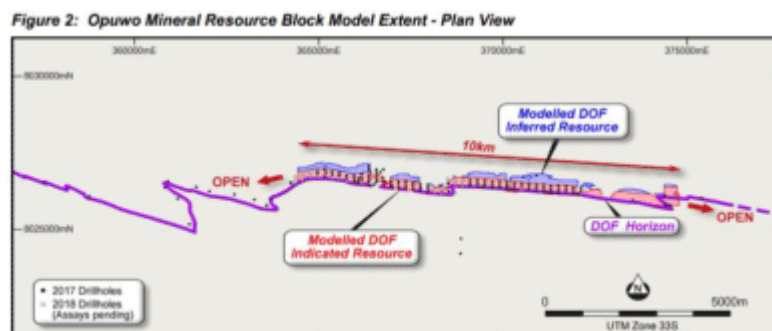 Figure 2: Opuwo Mineral Resource Block Model Extent - Plan View
360000mE
365000mE
370000mE
375000mE
8030000mN
Modelled DOF
Inferred Resource
10km
OPEN
8025000mN
Modelled DOF
Indicated Resource
DOF Horizon
OPEN
2017 Drillholes
2018 Drillholes
(Assays pending)
N
0
5000m
UTM Zone 33S